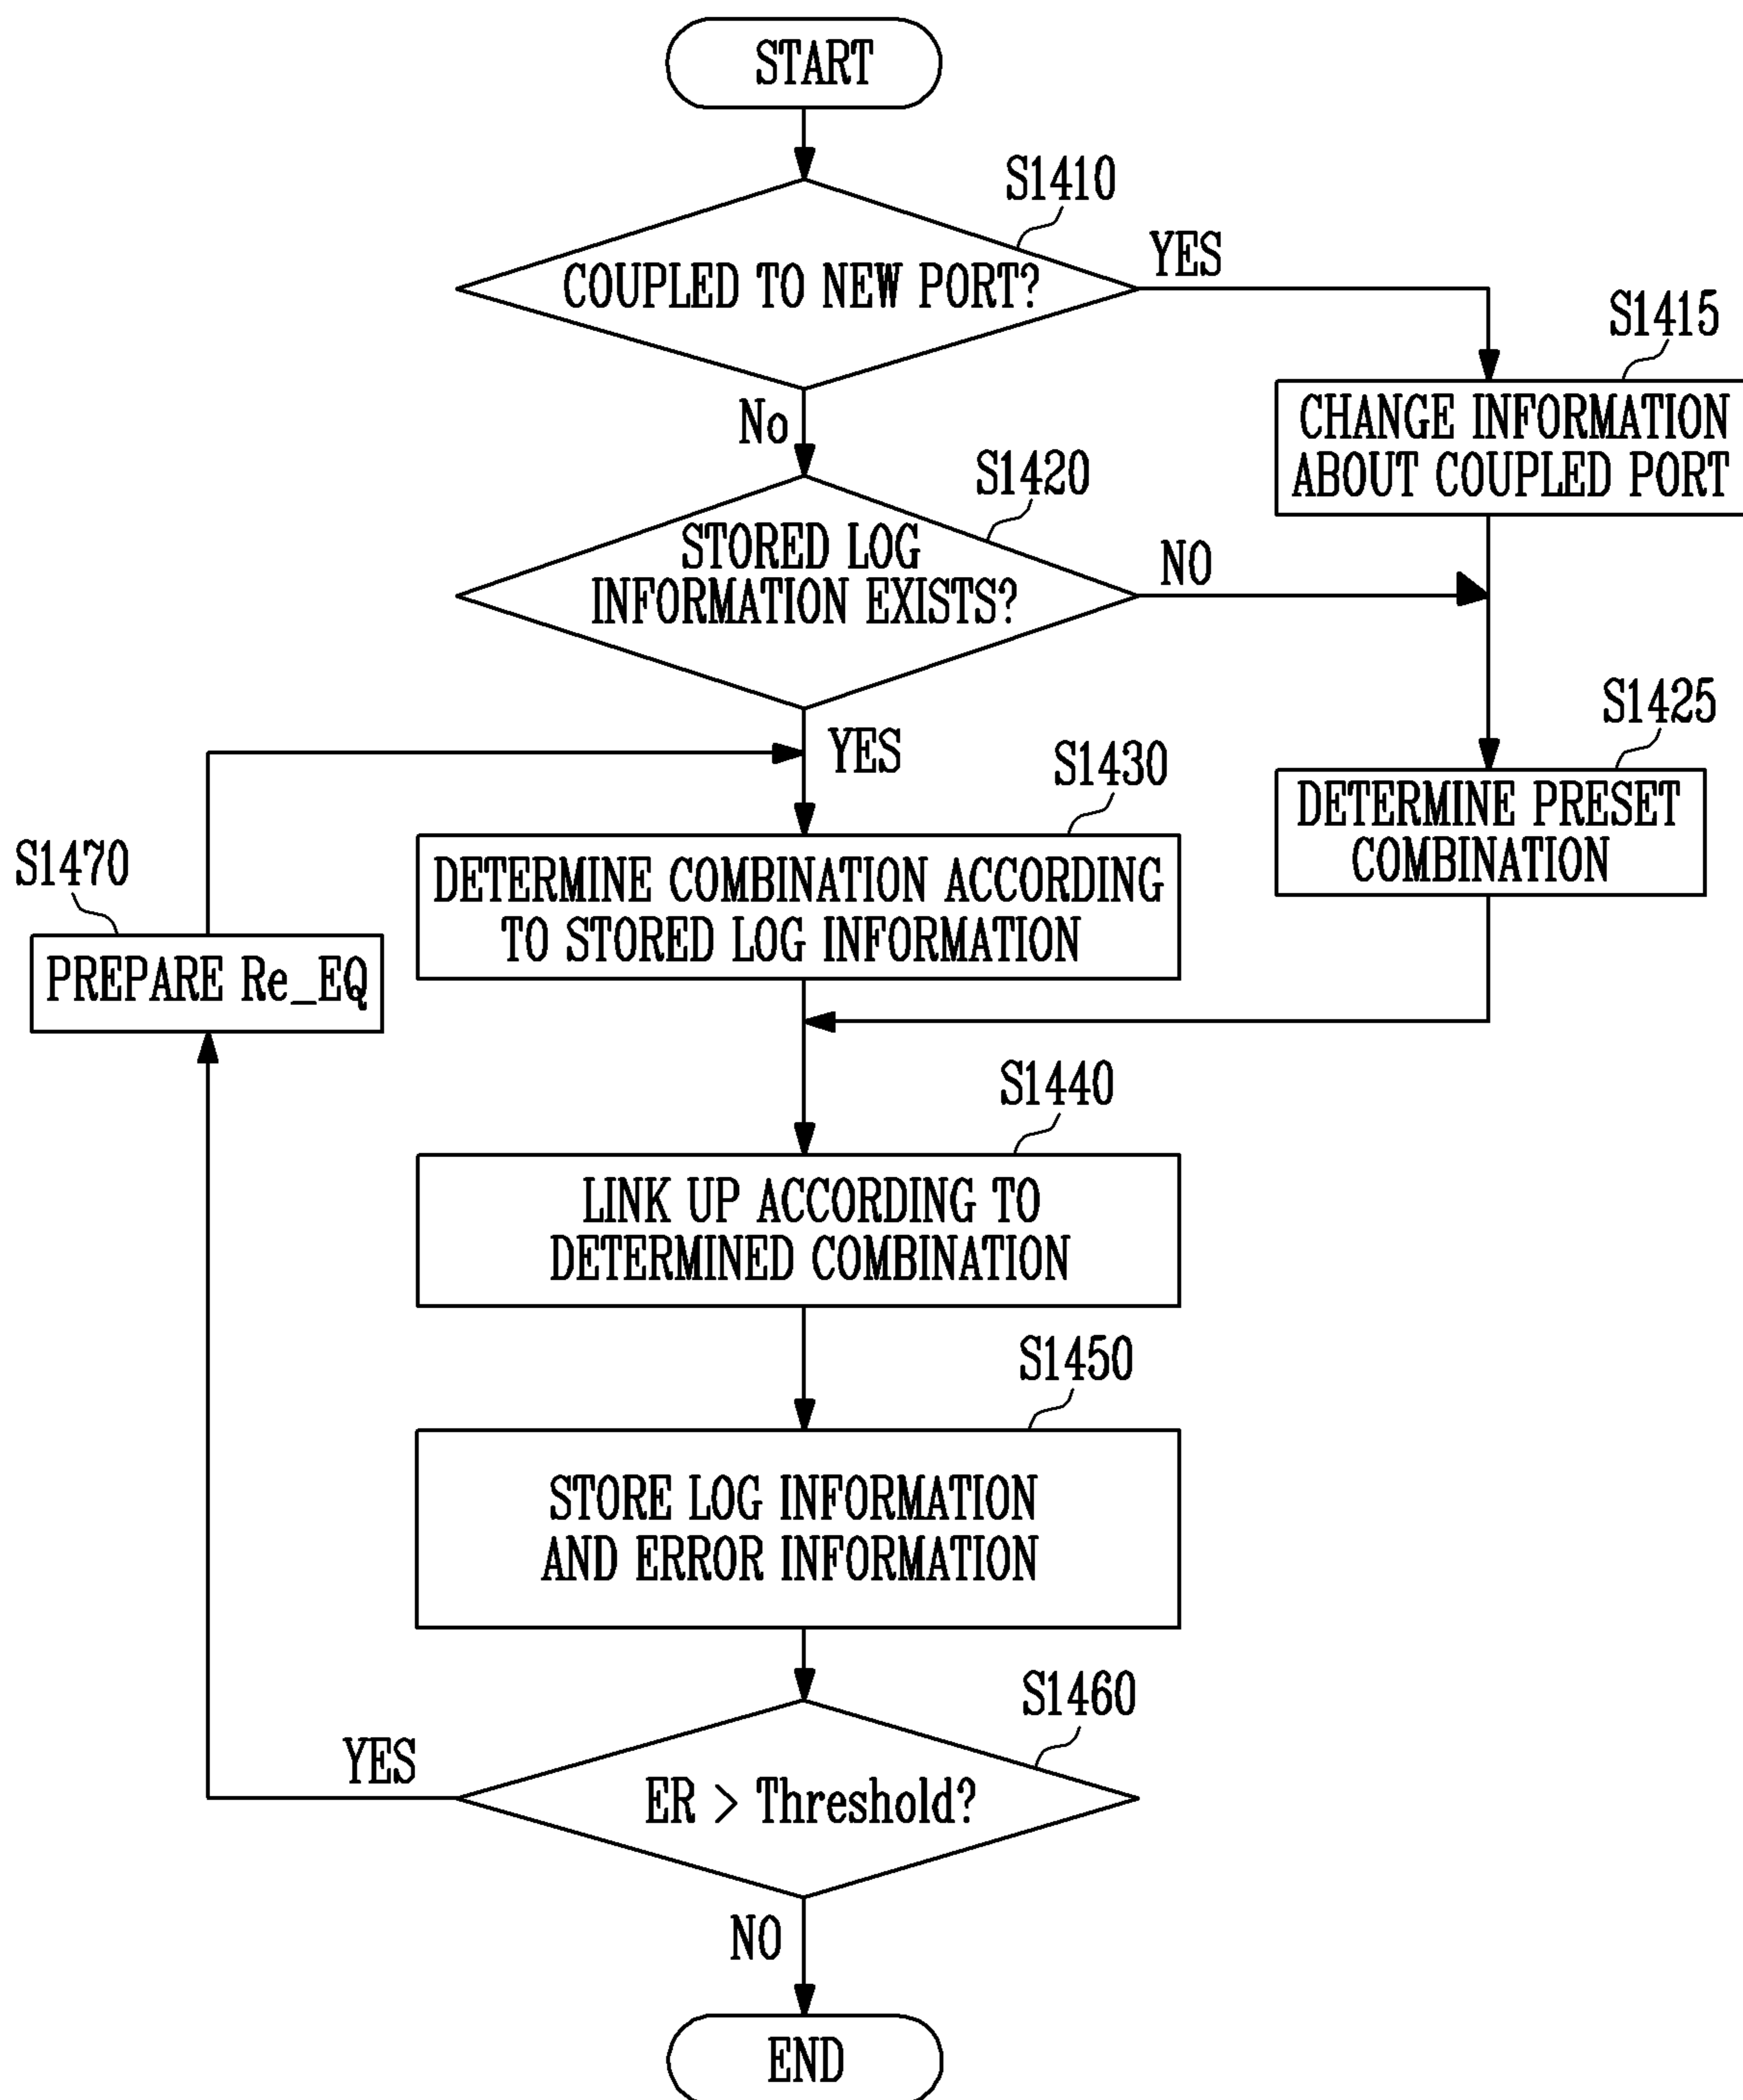 START
S1410
COUPLED TO NEW PORT?
YES
S1415
CHANGE INFORMATION
ABOUT COUPLED PORT
No
S1420
STORED LOG
INFORMATION EXISTS?
NO
YES
S1425
DETERMINE PRESET
COMBINATION
S1430
DETERMINE COMBINATION ACCORDING
TO STORED LOG INFORMATION
S1470
PREPARE Re_EQ
S1440
LINK UP ACCORDING TO
DETERMINED COMBINATION
S1450
STORE LOG INFORMATION
AND ERROR INFORMATION
S1460
YES
ER > Threshold?
NO
END